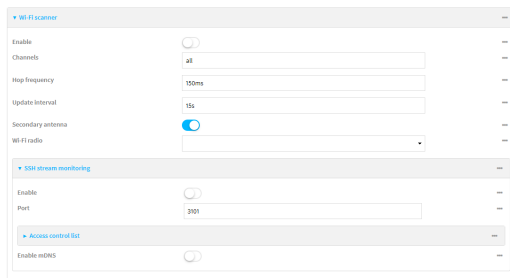 Wi-Fi scanner
Enable
Channels
all
Hop frequency
150ms
Update interval
15s
Secondary antenna
Wi-Fi radio
SSH stream monitoring
Enable
Port
3101
Access control list
Enable mDNS